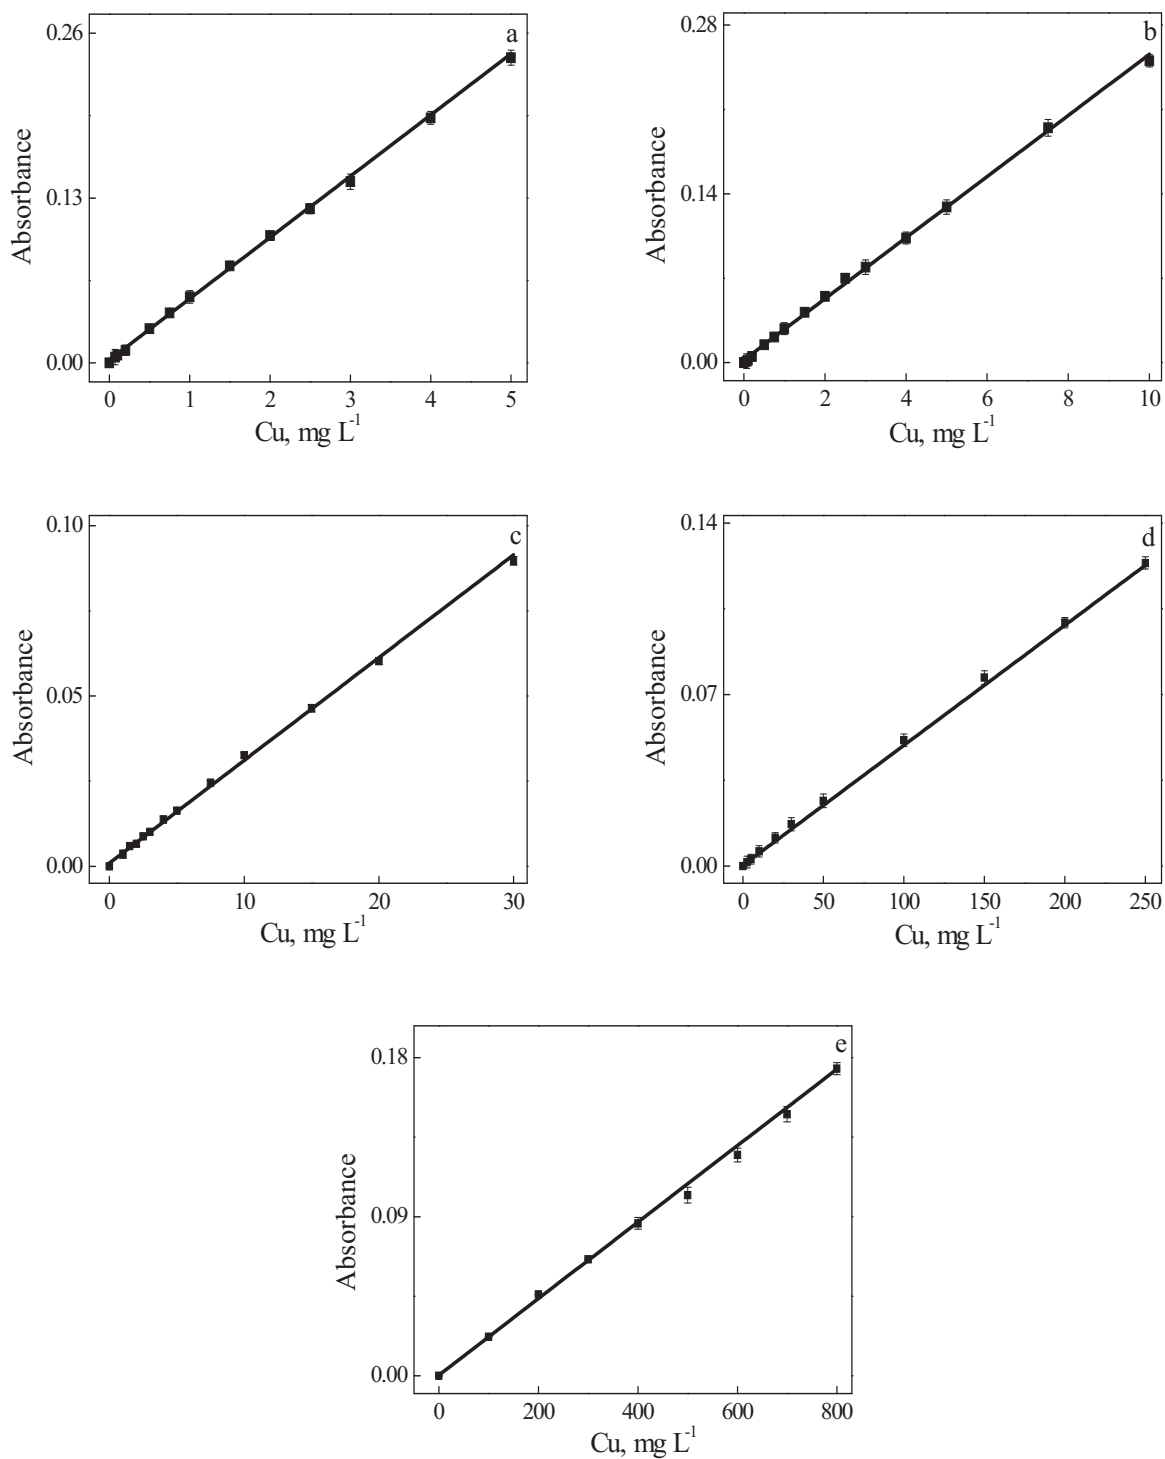 a
0.26
0.13
0.00
Absorbance
0 1 2 3 4 5
Cu, mg L⁻¹
b
0.28
0.14
0.00
Absorbance
0 2 4 6 8 10
Cu, mg L⁻¹
c
0.10
0.05
0.00
Absorbance
0 10 20 30
Cu, mg L⁻¹
d
0.14
0.07
0.00
Absorbance
0 50 100 150 200 250
Cu, mg L⁻¹
e
0.18
0.09
0.00
Absorbance
0 200 400 600 800
Cu, mg L⁻¹